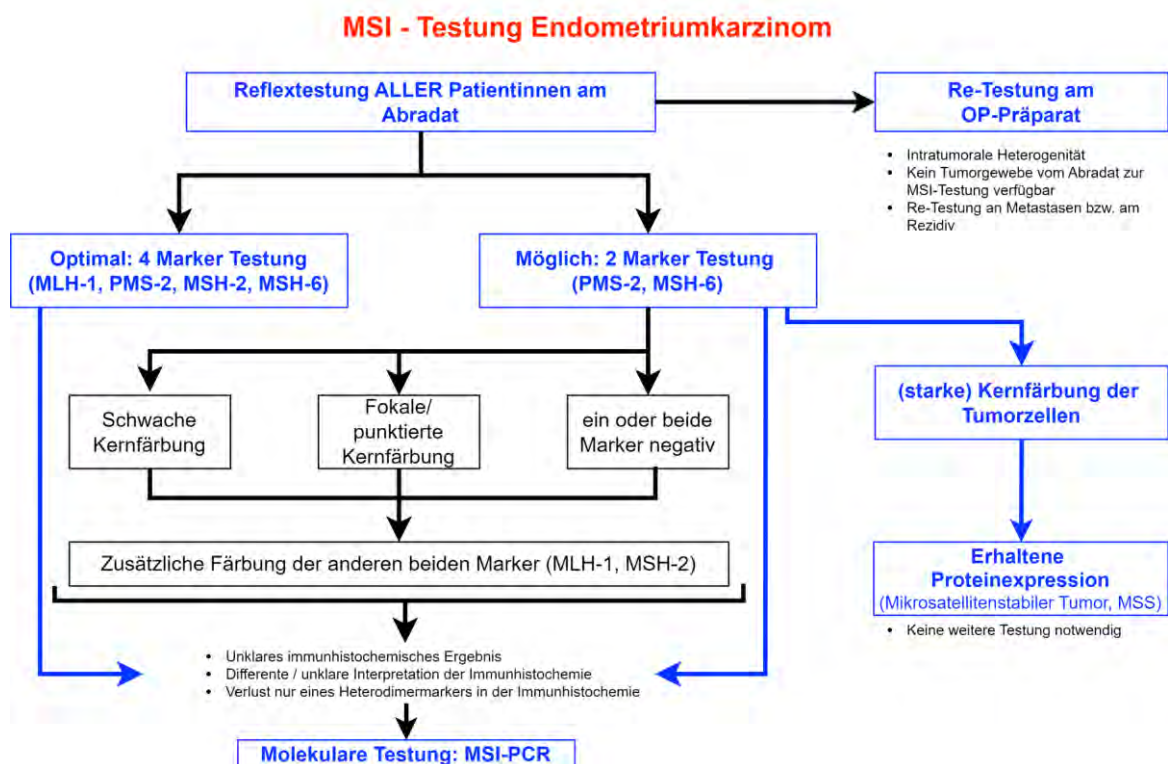 MSI - Testung Endometriumkarzinom
Reflextestung ALLER Patientinnen am
Abradat
Re-Testung am
OP-Präparat
• Intratumorale Heterogenität
• Kein Tumorgewebe vom Abradat zur
MSI-Testung verfügbar
• Re-Testung an Metastasen bzw. am
Rezidiv
Optimal: 4 Marker Testung
(MLH-1, PMS-2, MSH-2, MSH-6)
Möglich: 2 Marker Testung
(PMS-2, MSH-6)
Schwache
Kernfärbung
Fokale/
punktierte
Kernfärbung
ein oder beide
Marker negativ
(starke) Kernfärbung der
Tumorzellen
Zusätzliche Färbung der anderen beiden Marker (MLH-1, MSH-2)
Erhaltene
Proteinexpression
(Mikrosatellitenstabiler Tumor, MSS)
• Keine weitere Testung notwendig
• Unklares immunhistochemisches Ergebnis
• Differente / unklare Interpretation der Immunhistochemie
• Verlust nur eines Heterodimermarkers in der Immunhistochemie
Molekulare Testung: MSI-PCR